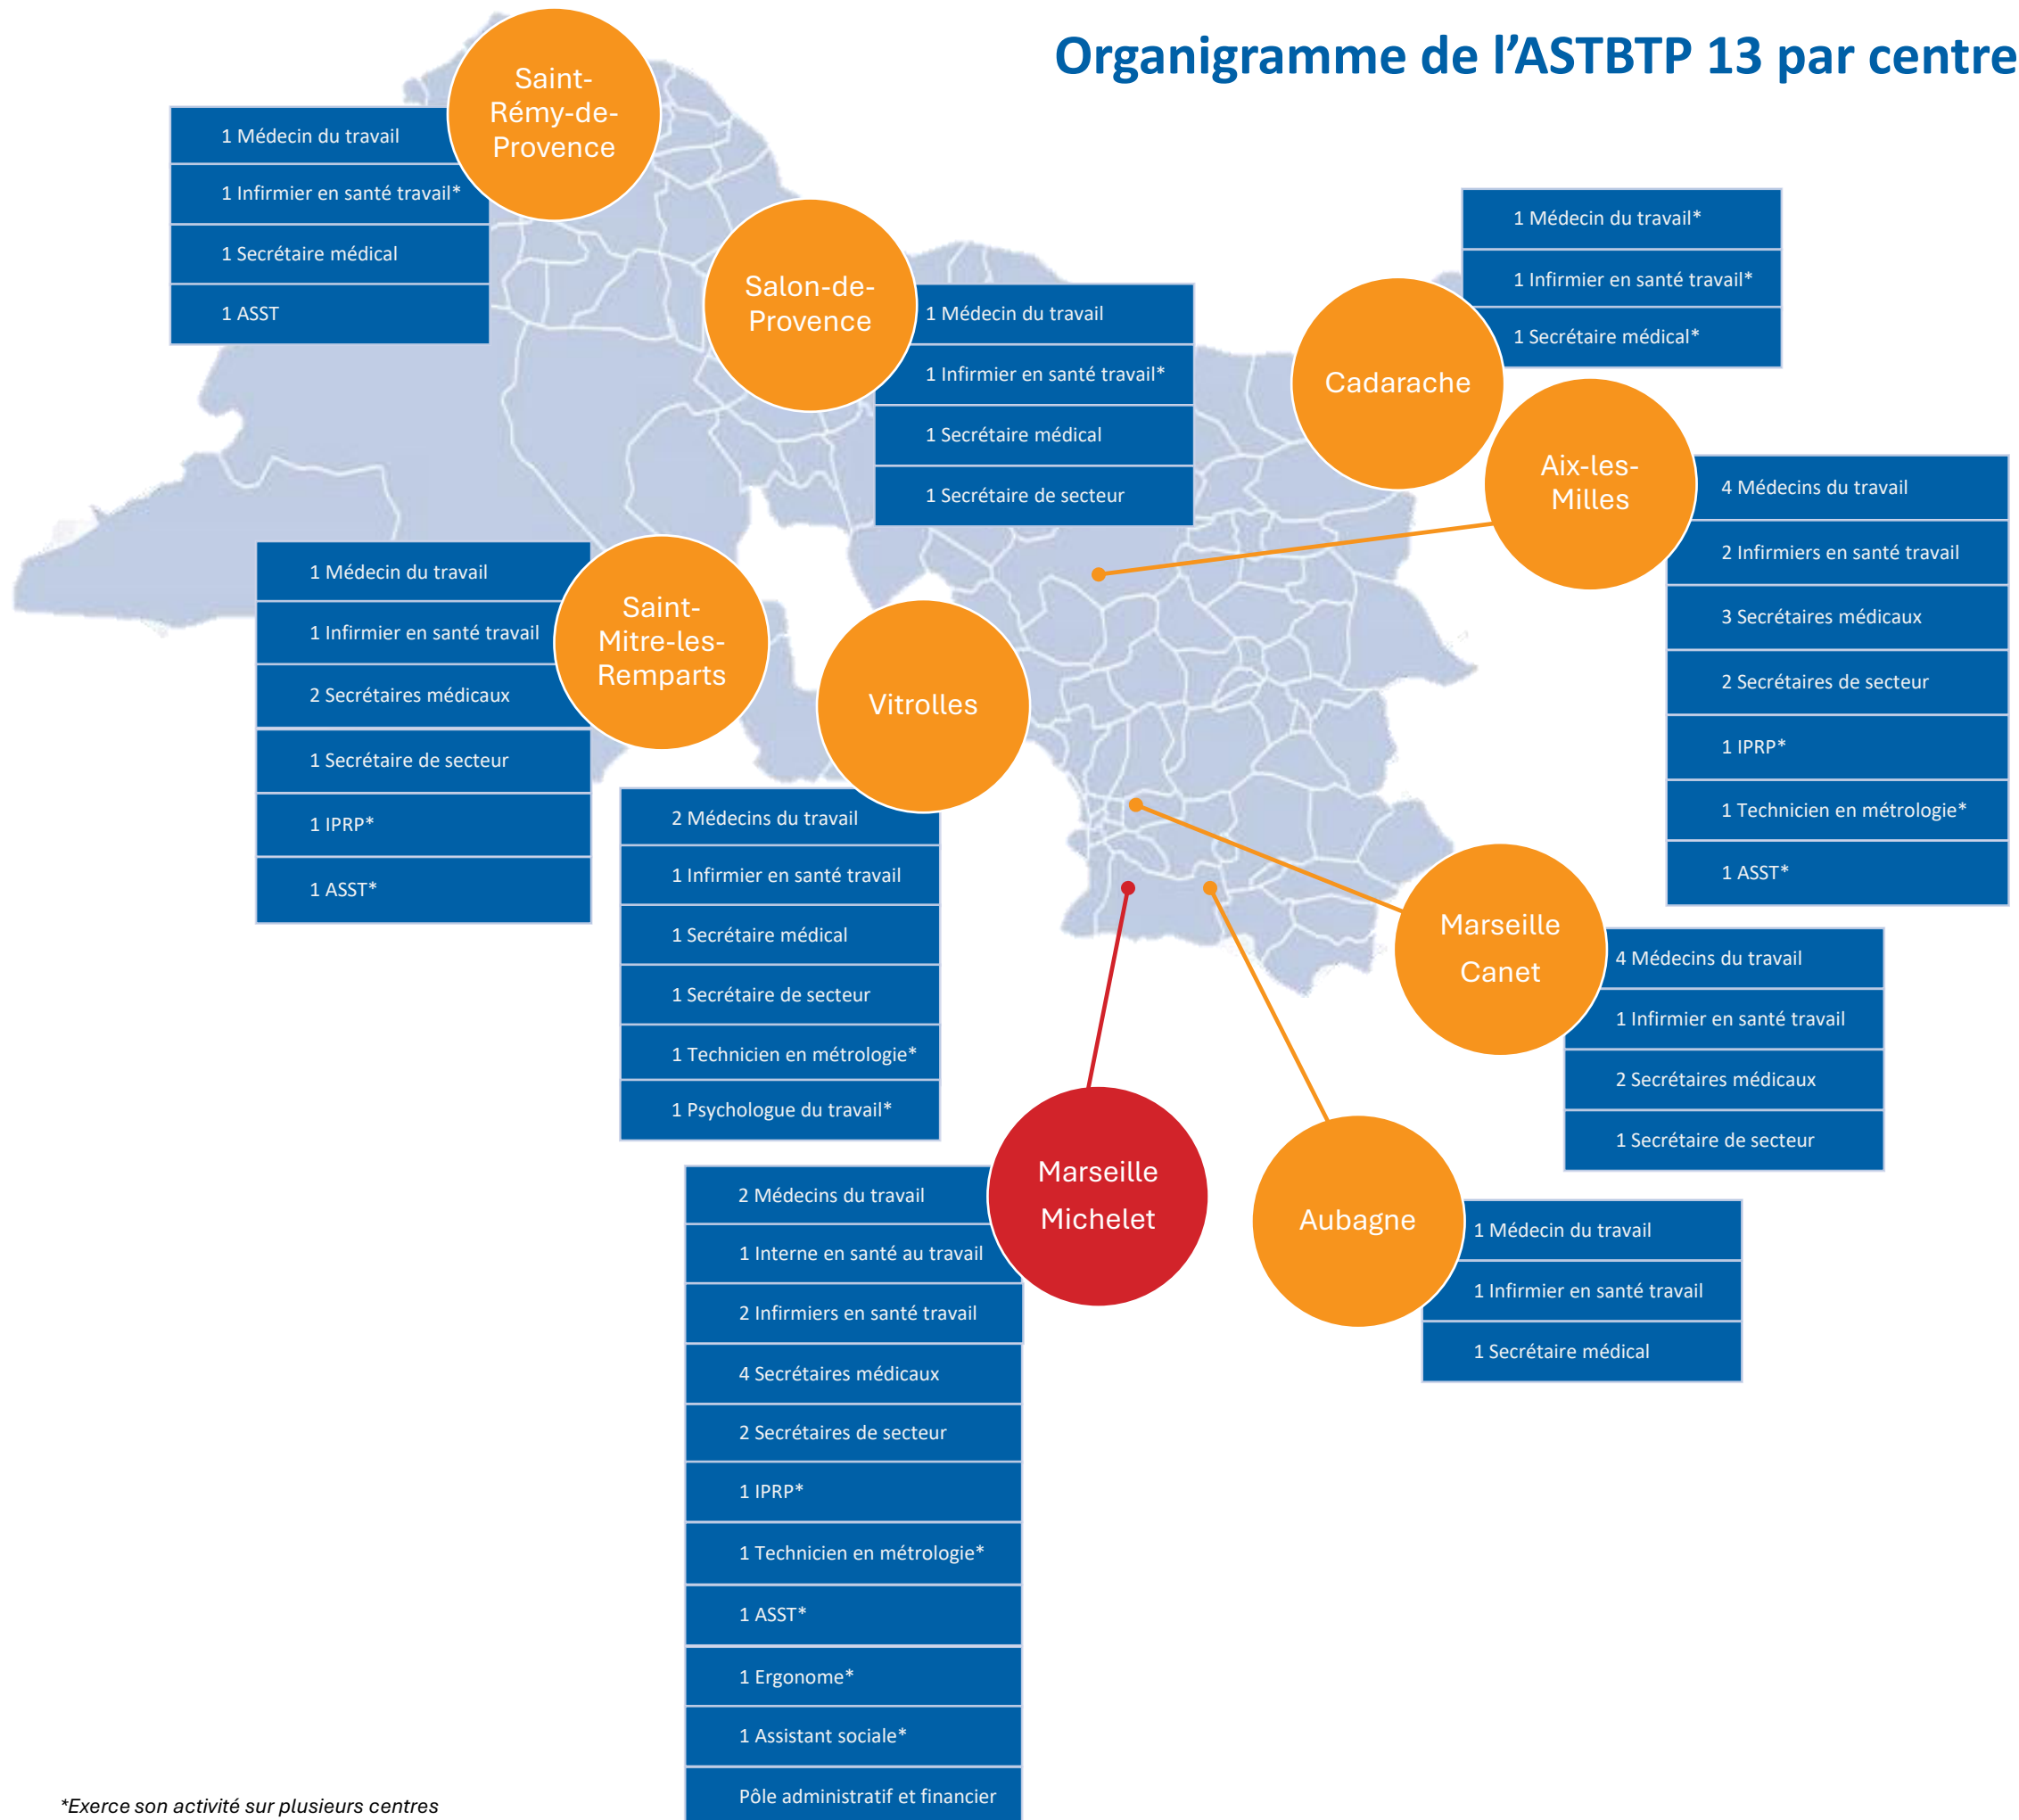 Organigramme de l'ASTBTP 13 par centre
Saint-
Rémy-de-
Provence
1 Médecin du travail
1 Infirmier en santé travail*
1 Secrétaire médical
1 ASST
Salon-de-
Provence
1 Médecin du travail
1 Infirmier en santé travail*
1 Secrétaire médical
1 Secrétaire de secteur
Cadarache
1 Médecin du travail*
1 Infirmier en santé travail*
1 Secrétaire médical*
Aix-les-
Milles
4 Médecins du travail
2 Infirmiers en santé travail
3 Secrétaires médicaux
2 Secrétaires de secteur
1 IPRP*
1 Technicien en métrologie*
1 ASST*
Saint-
Mitre-les-
Remparts
1 Médecin du travail
1 Infirmier en santé travail
2 Secrétaires médicaux
1 Secrétaire de secteur
1 IPRP*
1 ASST*
Vitrolles
2 Médecins du travail
1 Infirmier en santé travail
1 Secrétaire médical
1 Secrétaire de secteur
1 Technicien en métrologie*
1 Psychologue du travail*
Marseille
Canet
4 Médecins du travail
1 Infirmier en santé travail
2 Secrétaires médicaux
1 Secrétaire de secteur
Marseille
Michelet
2 Médecins du travail
1 Interne en santé au travail
2 Infirmiers en santé travail
4 Secrétaires médicaux
2 Secrétaires de secteur
1 IPRP*
1 Technicien en métrologie*
1 ASST*
1 Ergonome*
1 Assistant sociale*
Pôle administratif et financier
Aubagne
1 Médecin du travail
1 Infirmier en santé travail
1 Secrétaire médical
*Exerce son activité sur plusieurs centres